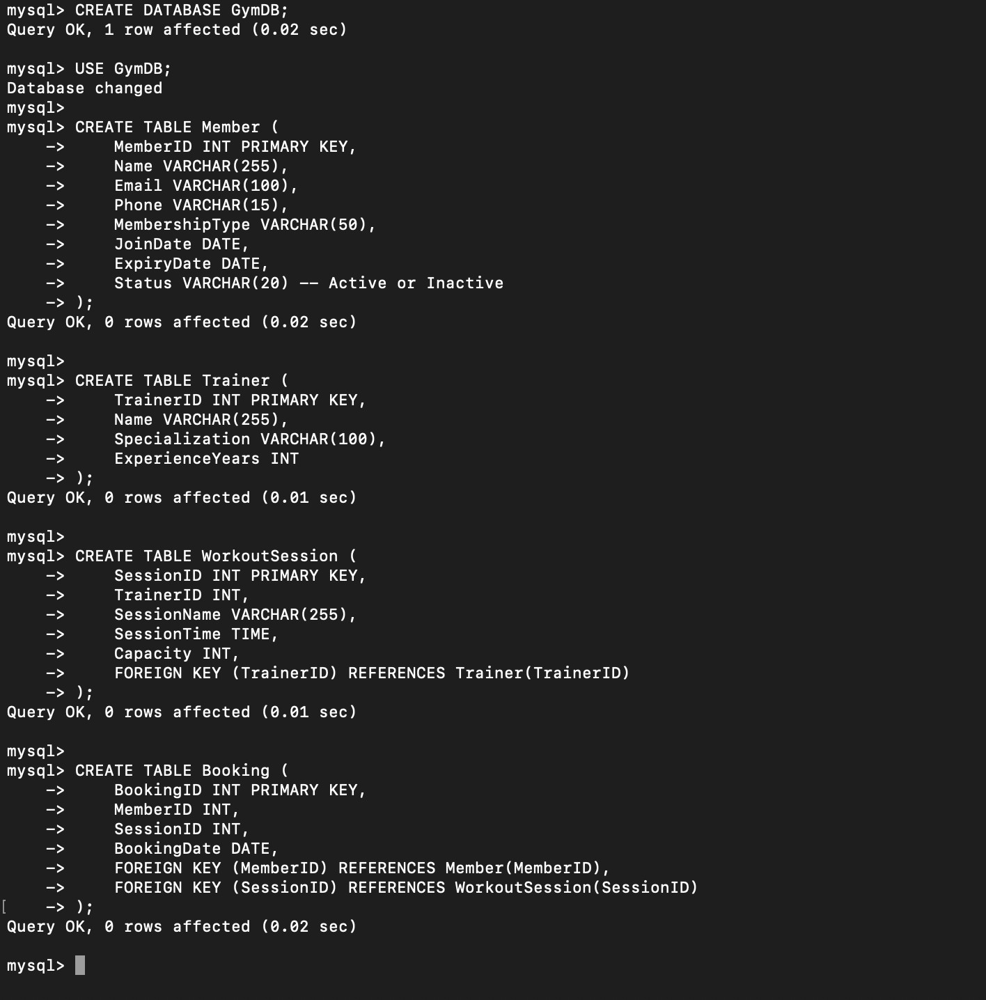 mysql> CREATE DATABASE GymDB;
Query OK, 1 row affected (0.02 sec)

mysql> USE GymDB;
Database changed
mysql>
mysql> CREATE TABLE Member (
    ->     MemberID INT PRIMARY KEY,
    ->     Name VARCHAR(255),
    ->     Email VARCHAR(100),
    ->     Phone VARCHAR(15),
    ->     MembershipType VARCHAR(50),
    ->     JoinDate DATE,
    ->     ExpiryDate DATE,
    ->     Status VARCHAR(20) -- Active or Inactive
    -> );
Query OK, 0 rows affected (0.02 sec)

mysql>
mysql> CREATE TABLE Trainer (
    ->     TrainerID INT PRIMARY KEY,
    ->     Name VARCHAR(255),
    ->     Specialization VARCHAR(100),
    ->     ExperienceYears INT
    -> );
Query OK, 0 rows affected (0.01 sec)

mysql>
mysql> CREATE TABLE WorkoutSession (
    ->     SessionID INT PRIMARY KEY,
    ->     TrainerID INT,
    ->     SessionName VARCHAR(255),
    ->     SessionTime TIME,
    ->     Capacity INT,
    ->     FOREIGN KEY (TrainerID) REFERENCES Trainer(TrainerID)
    -> );
Query OK, 0 rows affected (0.01 sec)

mysql>
mysql> CREATE TABLE Booking (
    ->     BookingID INT PRIMARY KEY,
    ->     MemberID INT,
    ->     SessionID INT,
    ->     BookingDate DATE,
    ->     FOREIGN KEY (MemberID) REFERENCES Member(MemberID),
    ->     FOREIGN KEY (SessionID) REFERENCES WorkoutSession(SessionID)
[    -> );
Query OK, 0 rows affected (0.02 sec)

mysql>